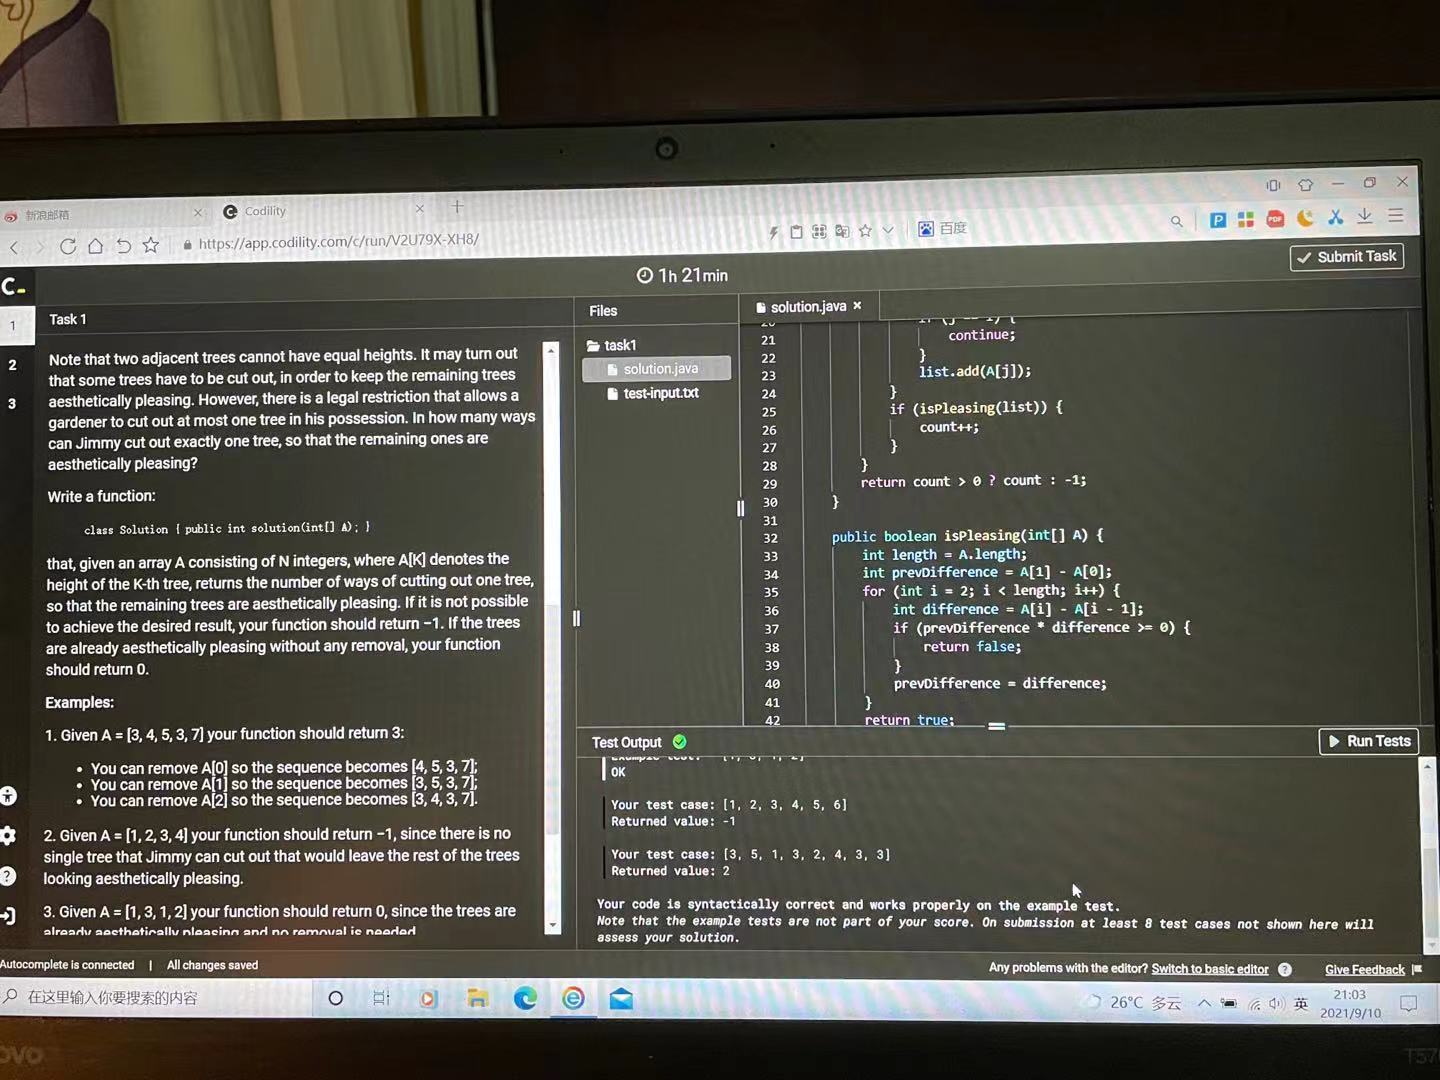 新浪邮箱
Codility
https://app.codility.com/c/run/V2U79X-XH8/
百度
1h 21min
Submit Task
1
2
3
Task 1
Note that two adjacent trees cannot have equal heights. It may turn out
that some trees have to be cut out, in order to keep the remaining trees
aesthetically pleasing. However, there is a legal restriction that allows a
gardener to cut out at most one tree in his possession. In how many ways
can Jimmy cut out exactly one tree, so that the remaining ones are
aesthetically pleasing?
Write a function:
class Solution { public int solution(int[] A); }
that, given an array A consisting of N integers, where A[K] denotes the
height of the K-th tree, returns the number of ways of cutting out one tree,
so that the remaining trees are aesthetically pleasing. If it is not possible
to achieve the desired result, your function should return −1. If the trees
are already aesthetically pleasing without any removal, your function
should return 0.
Examples:
1. Given A = [3, 4, 5, 3, 7] your function should return 3:
• You can remove A[0] so the sequence becomes [4, 5, 3, 7];
• You can remove A[1] so the sequence becomes [3, 5, 3, 7];
• You can remove A[2] so the sequence becomes [3, 4, 3, 7].
2. Given A = [1, 2, 3, 4] your function should return −1, since there is no
single tree that Jimmy can cut out that would leave the rest of the trees
looking aesthetically pleasing.
3. Given A = [1, 3, 1, 2] your function should return 0, since the trees are
already aesthetically pleasing and no removal is needed
Files
task1
solution.java
test-input.txt
solution.java
20
21 continue;
22 }
23 list.add(A[j]);
24 }
25 if (isPleasing(list)) {
26 count++;
27 }
28 }
29 return count > 0 ? count : -1;
30 }
31
32 public boolean isPleasing(int[] A) {
33 int length = A.length;
34 int prevDifference = A[1] - A[0];
35 for (int i = 2; i < length; i++) {
36 int difference = A[i] - A[i - 1];
37 if (prevDifference * difference >= 0) {
38 return false;
39 }
40 prevDifference = difference;
41 }
42 return true;
Test Output
Run Tests
Example test: [1, 3, 1, 2]
OK
Your test case: [1, 2, 3, 4, 5, 6]
Returned value: -1
Your test case: [3, 5, 1, 3, 2, 4, 3, 3]
Returned value: 2
Your code is syntactically correct and works properly on the example test.
Note that the example tests are not part of your score. On submission at least 8 test cases not shown here will
assess your solution.
Autocomplete is connected | All changes saved
Any problems with the editor? Switch to basic editor ?
Give Feedback
在这里输入你要搜索的内容
26°C 多云
英
21:03
2021/9/10